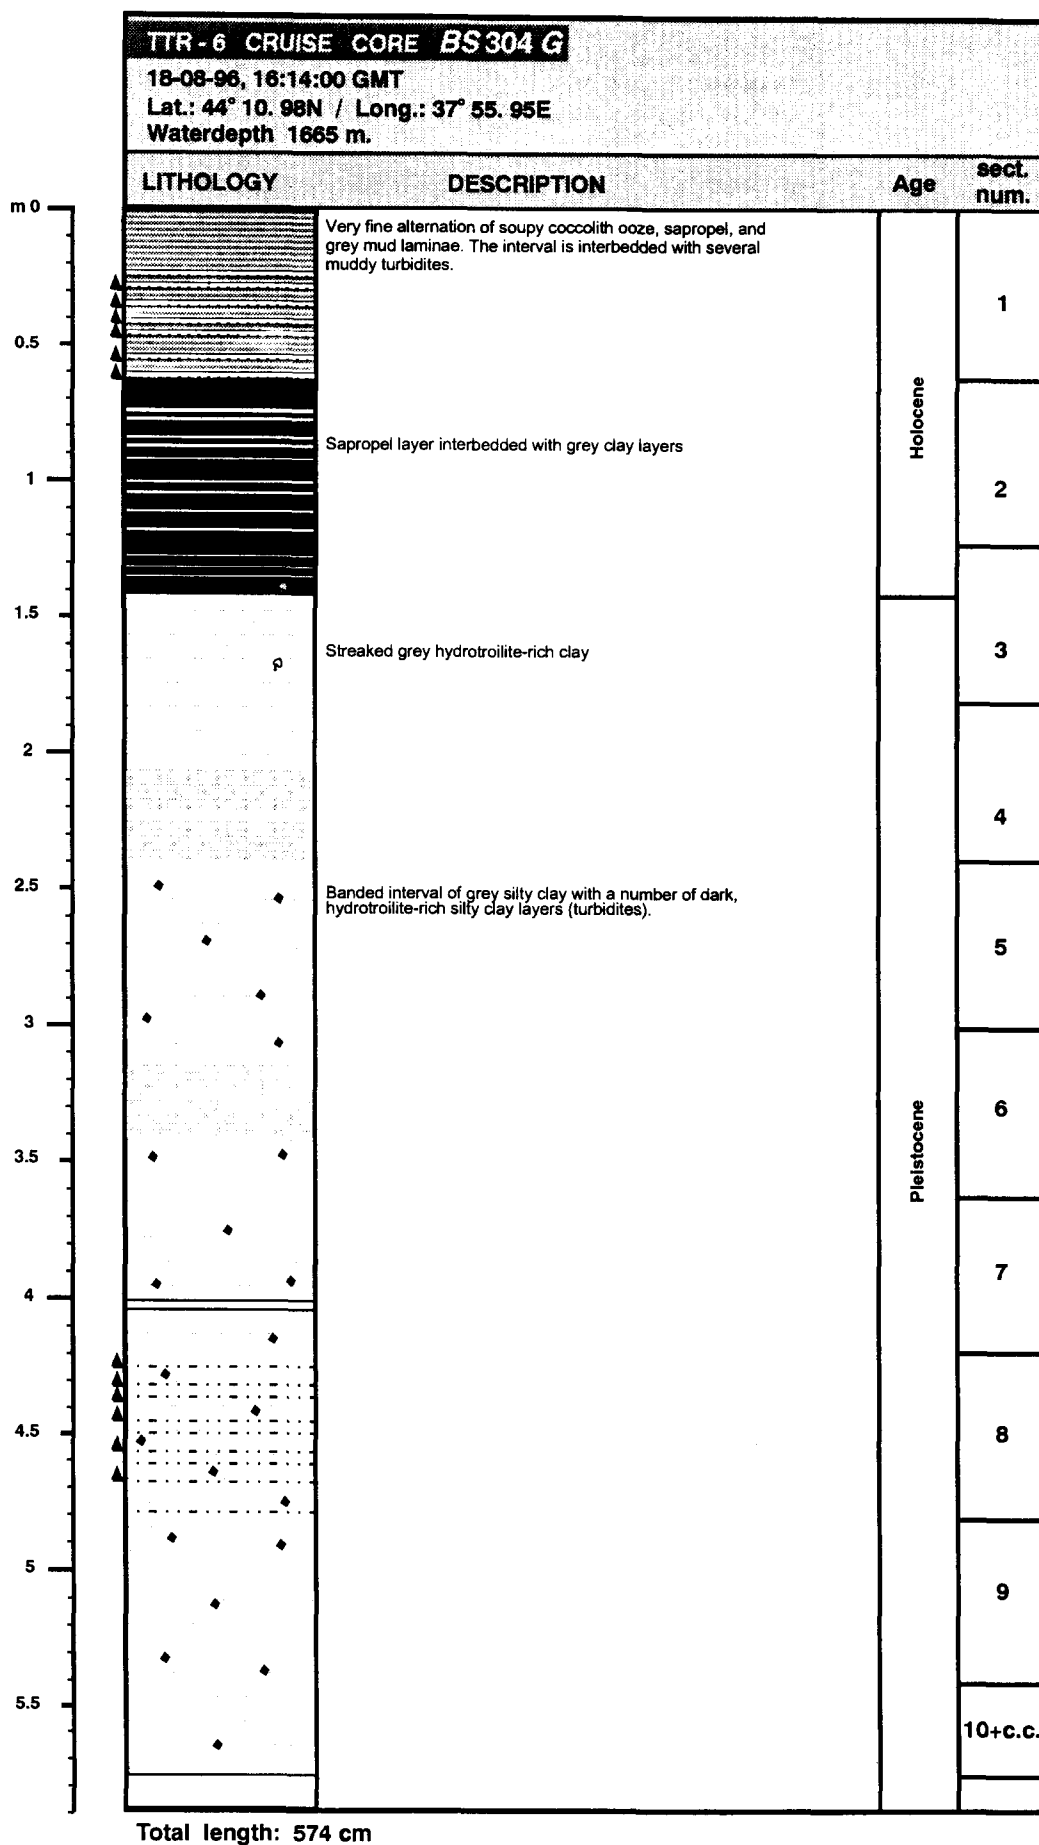 TTR-6 CRUISE CORE BS 304 G
18-08-96, 16:14:00 GMT
Lat.: 44° 10. 98N / Long.: 37° 55. 95E
Waterdepth 1665 m.
LITHOLOGY DESCRIPTION Age sect. num.
m 0
Very fine alternation of soupy coccolith ooze, sapropel, and
grey mud laminae. The interval is interbedded with several
muddy turbidites.
1
0.5
Holocene
Sapropel layer interbedded with grey clay layers
1
2
1.5
Streaked grey hydrotroilite-rich clay
3
2
4
2.5
Banded interval of grey silty clay with a number of dark,
hydrotroilite-rich silty clay layers (turbidites).
5
3
6
3.5
Pleistocene
7
4
8
4.5
5
9
5.5
10+c.c.
Total length: 574 cm